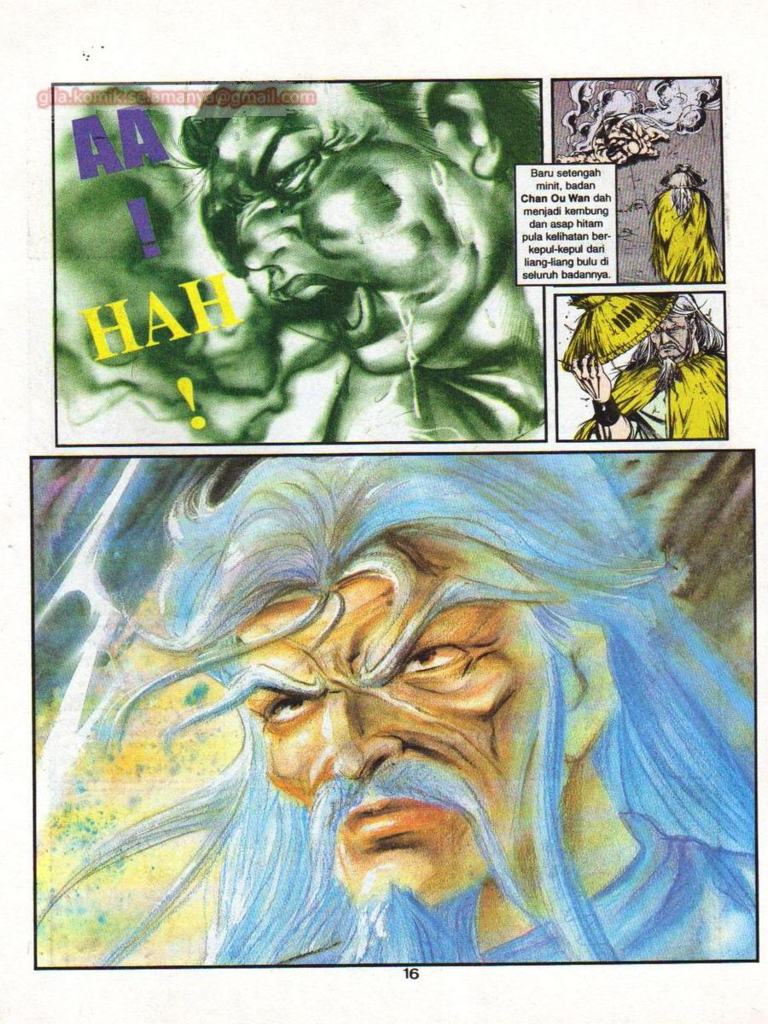 gila.komik.selamanya@gmail.com
AA
!
HAH
!
Baru setengah
minit, badan
Chan Ou Wan dah
menjadi kembung
dan asap hitam
pula kelihatan ber-
kepul-kepul dari
liang-liang bulu di
seluruh badannya.
16